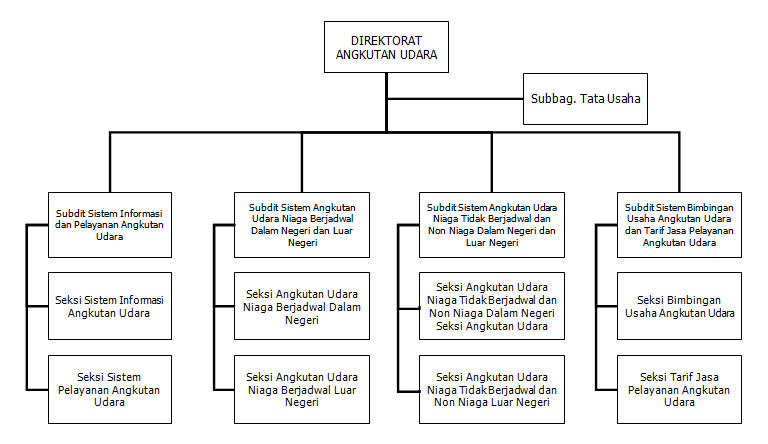 DIREKTORAT
ANGKUTAN UDARA
Subbag. Tata Usaha
Subdit Sistem Informasi
dan Pelayanan Angkutan
Udara
Subdit Sistem Angkutan
Udara Niaga Berjadwal
Dalam Negeri dan Luar
Negeri
Subdit Sistem Angkutan Udara
Niaga Tidak Berjadwal dan
Non Niaga Dalam Negeri dan
Luar Negeri
Subdit Sistem Bimbingan
Usaha Angkutan Udara
dan Tarif Jasa Pelayanan
Angkutan Udara
Seksi Sistem Informasi
Angkutan Udara
Seksi Angkutan Udara
Niaga Berjadwal Dalam
Negeri
Seksi Angkutan Udara
Niaga Tidak Berjadwal dan
Non Niaga Dalam Negeri
Seksi Angkutan Udara
Seksi Bimbingan
Usaha Angkutan Udara
Seksi Sistem
Pelayanan Angkutan
Udara
Seksi Angkutan Udara
Niaga Berjadwal Luar
Negeri
Seksi Angkutan Udara
Niaga Tidak Berjadwal dan
Non Niaga Luar Negeri
Seksi Tarif Jasa
Pelayanan Angkutan
Udara